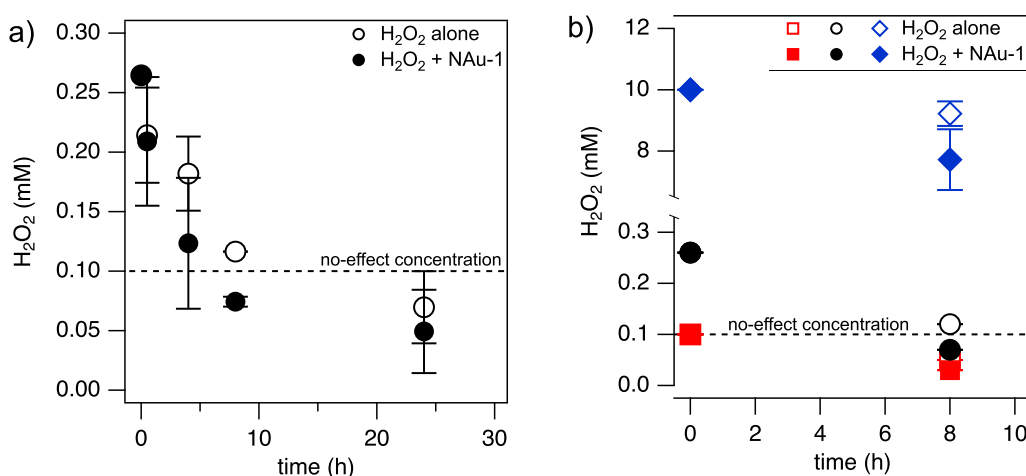 a)
H₂O₂ alone
H₂O₂ + NAu-1
0.30
0.25
0.20
0.15
0.10
0.05
0.00
H₂O₂ (mM)
no-effect concentration
0
10
20
30
time (h)
b)
H₂O₂ alone
H₂O₂ + NAu-1
12
10
8
0.3
0.2
0.1
0.0
H₂O₂ (mM)
no-effect concentration
0
2
4
6
8
10
time (h)